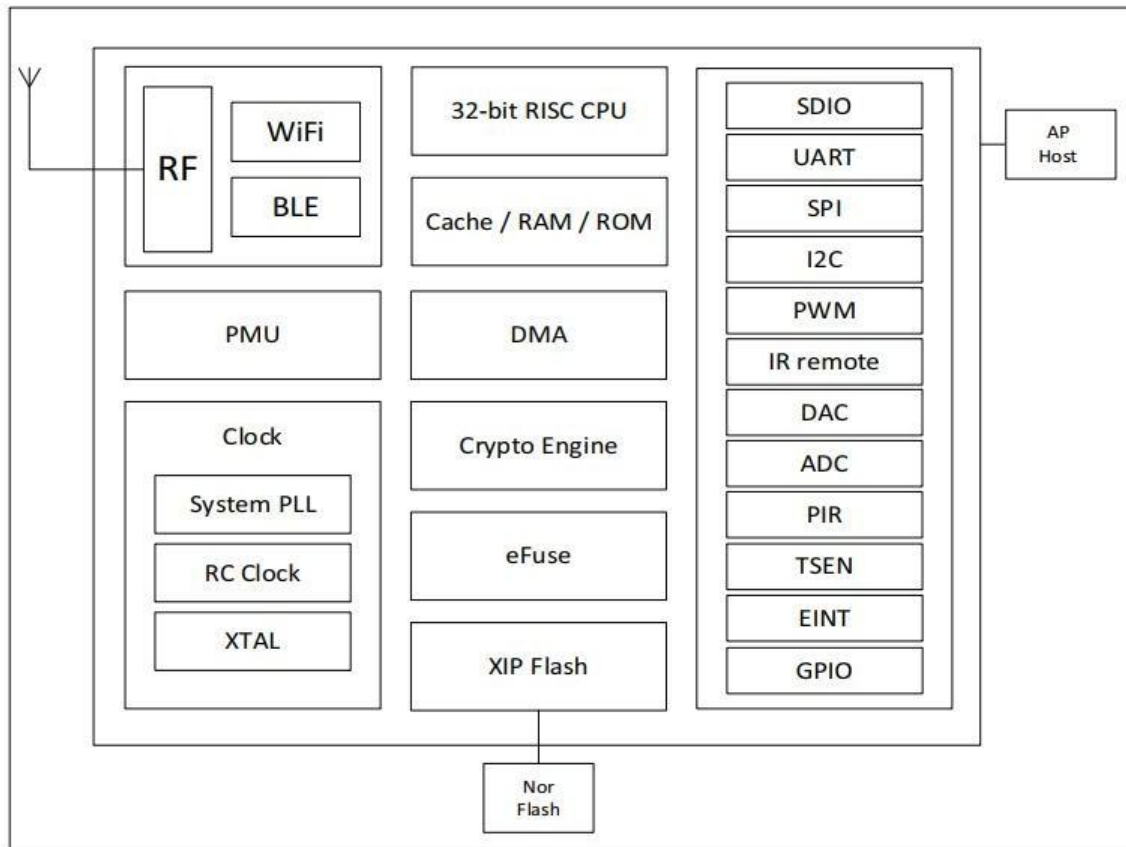 RF
WiFi
BLE
PMU
Clock
System PLL
RC Clock
XTAL
32-bit RISC CPU
Cache / RAM / ROM
DMA
Crypto Engine
eFuse
XIP Flash
SDIO
UART
SPI
I2C
PWM
IR remote
DAC
ADC
PIR
TSEN
EINT
GPIO
AP
Host
Nor
Flash